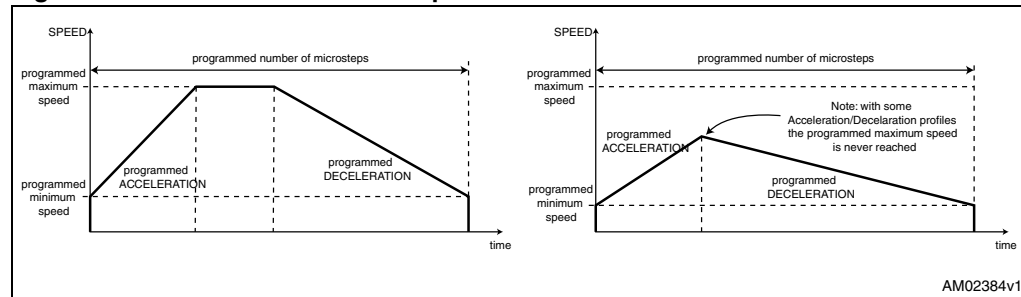 SPEED
programmed number of microsteps
programmed
maximum
speed
programmed
ACCELERATION
programmed
DECELERATION
programmed
minimum
speed
time
SPEED
programmed number of microsteps
programmed
maximum
speed
Note: with some
Acceleration/Decelaration profiles
the programmed maximum speed
is never reached
programmed
ACCELERATION
programmed
DECELERATION
programmed
minimum
speed
time
AM02384v1